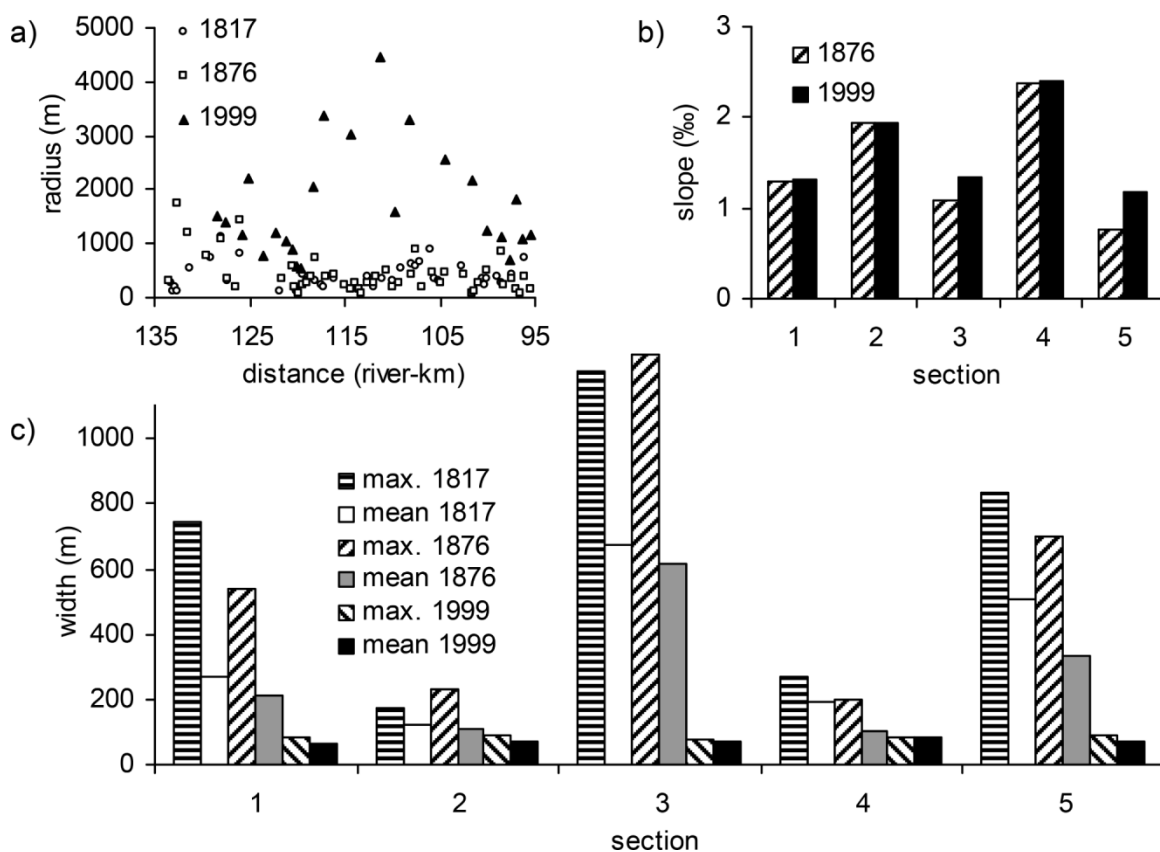 a)
5000
4000
3000
2000
1000
0
radius (m)
1817
1876
1999
135 125 115 105 95
distance (river-km)
b)
3
2
1
0
slope (‰)
1876
1999
1 2 3 4 5
section
c)
1000
800
600
400
200
0
width (m)
max. 1817
mean 1817
max. 1876
mean 1876
max. 1999
mean 1999
1 2 3 4 5
section